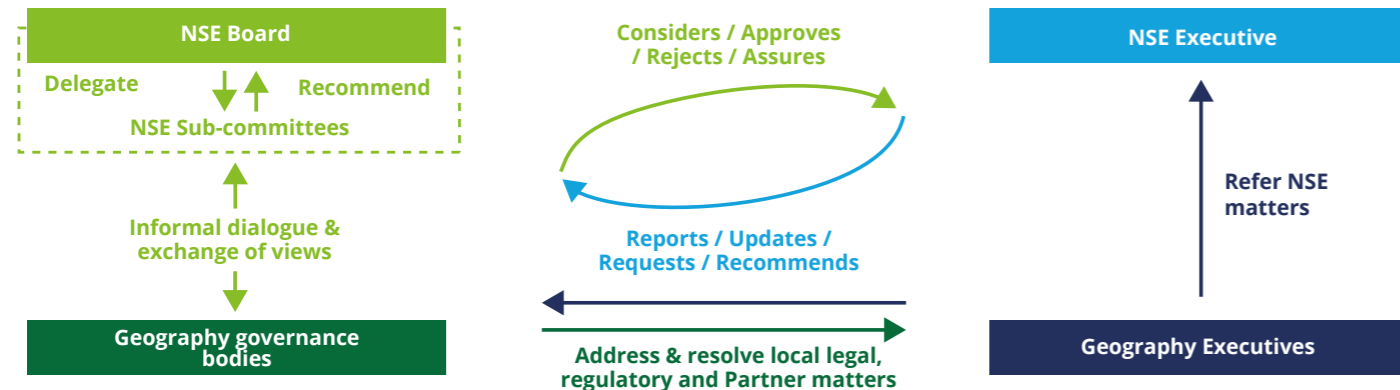 NSE Board
Delegate
Recommend
NSE Sub-committees
Informal dialogue &
exchange of views
Geography governance
bodies
Considers / Approves
/ Rejects / Assures
Reports / Updates /
Requests / Recommends
Address & resolve local legal,
regulatory and Partner matters
NSE Executive
Refer NSE
matters
Geography Executives